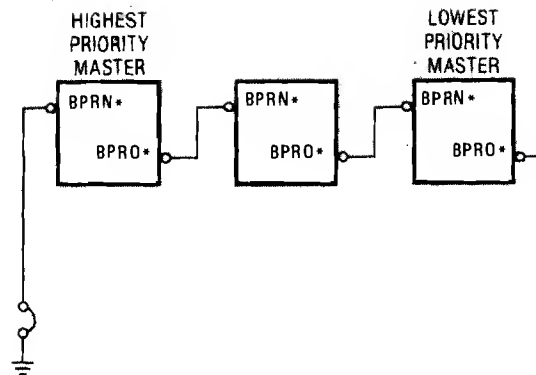 HIGHEST
PRIORITY
MASTER
BPRN*
BPRO*
BPRN*
BPRO*
LOWEST
PRIORITY
MASTER
BPRN*
BPRO*